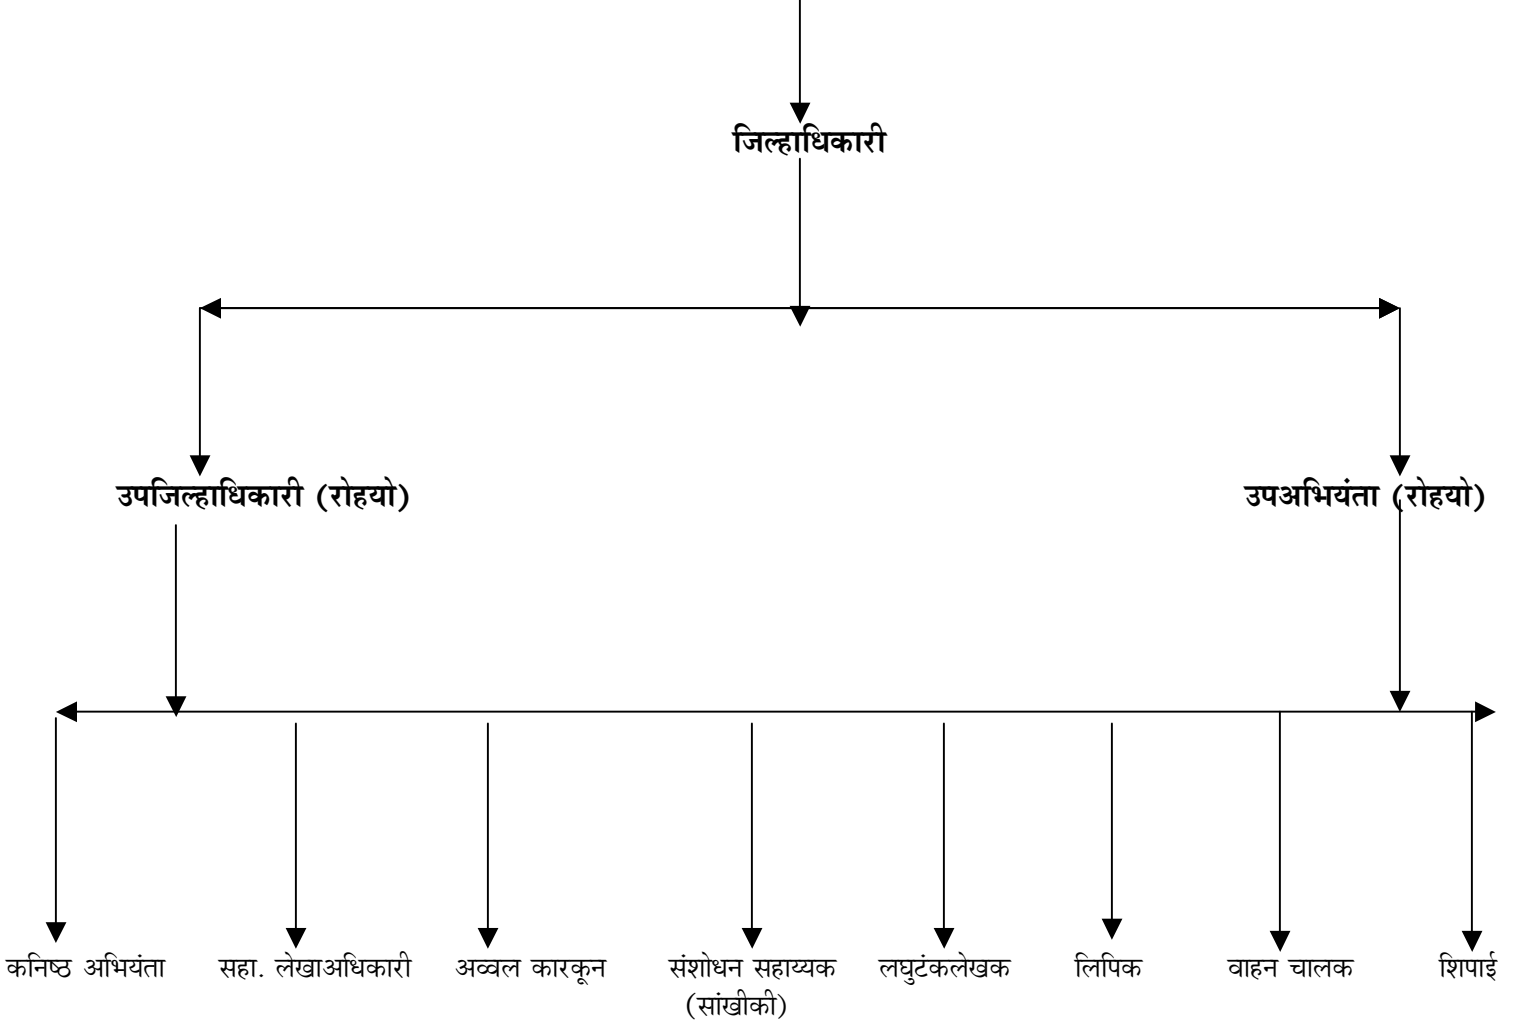 जिल्हाधिकारी
उपजिल्हाधिकारी (रोहयो) उपअभियंता (रोहयो)
कनिष्ठ अभियंता सहा. लेखाअधिकारी अव्वल कारकून संशोधन सहाय्यक लघुटंकलेखक लिपिक वाहन चालक शिपाई
(सांखीकी)